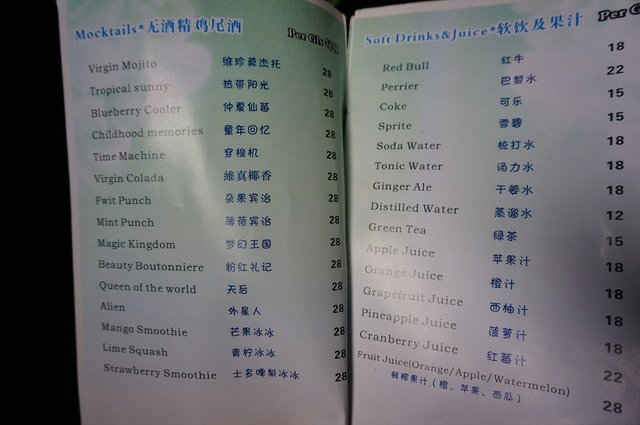 Mocktails*无酒精鸡尾酒 Per Gls
Virgin Mojito 维珍莫杰托 28
Tropical sunny 热带阳光 28
Blueberry Cooler 仲夏仙莓 28
Childhood memories 童年回忆 28
Time Machine 穿梭机 28
Virgin Colada 維真椰香 28
Fwit Punch 杂果宾治 28
Mint Punch 薄荷宾治 28
Magic Kingdom 梦幻王国 28
Beauty Boutonniere 粉红礼记 28
Queen of the world 天后 28
Alien 外星人 28
Mango Smoothie 芒果冰冰 28
Lime Squash 青柠冰冰 28
Strawberry Smoothie 士多啤梨冰冰 28
Soft Drinks&Juice*软饮及果汁 Per G
Red Bull 红牛 18
Perrier 巴黎水 22
Coke 可乐 15
Sprite 雪碧 15
Soda Water 梳打水 18
Tonic Water 汤力水 18
Ginger Ale 干姜水 18
Distilled Water 蒸溜水 12
Green Tea 绿茶 15
Apple Juice 苹果汁 18
Orange Juice 橙汁 18
Grapefruit Juice 西柚汁 18
Pineapple Juice 菠萝汁 18
Cranberry Juice 红莓汁 22
Fruit Juice(Orange/Apple/Watermelon)
鲜榨果汁（橙、苹果、西瓜） 28